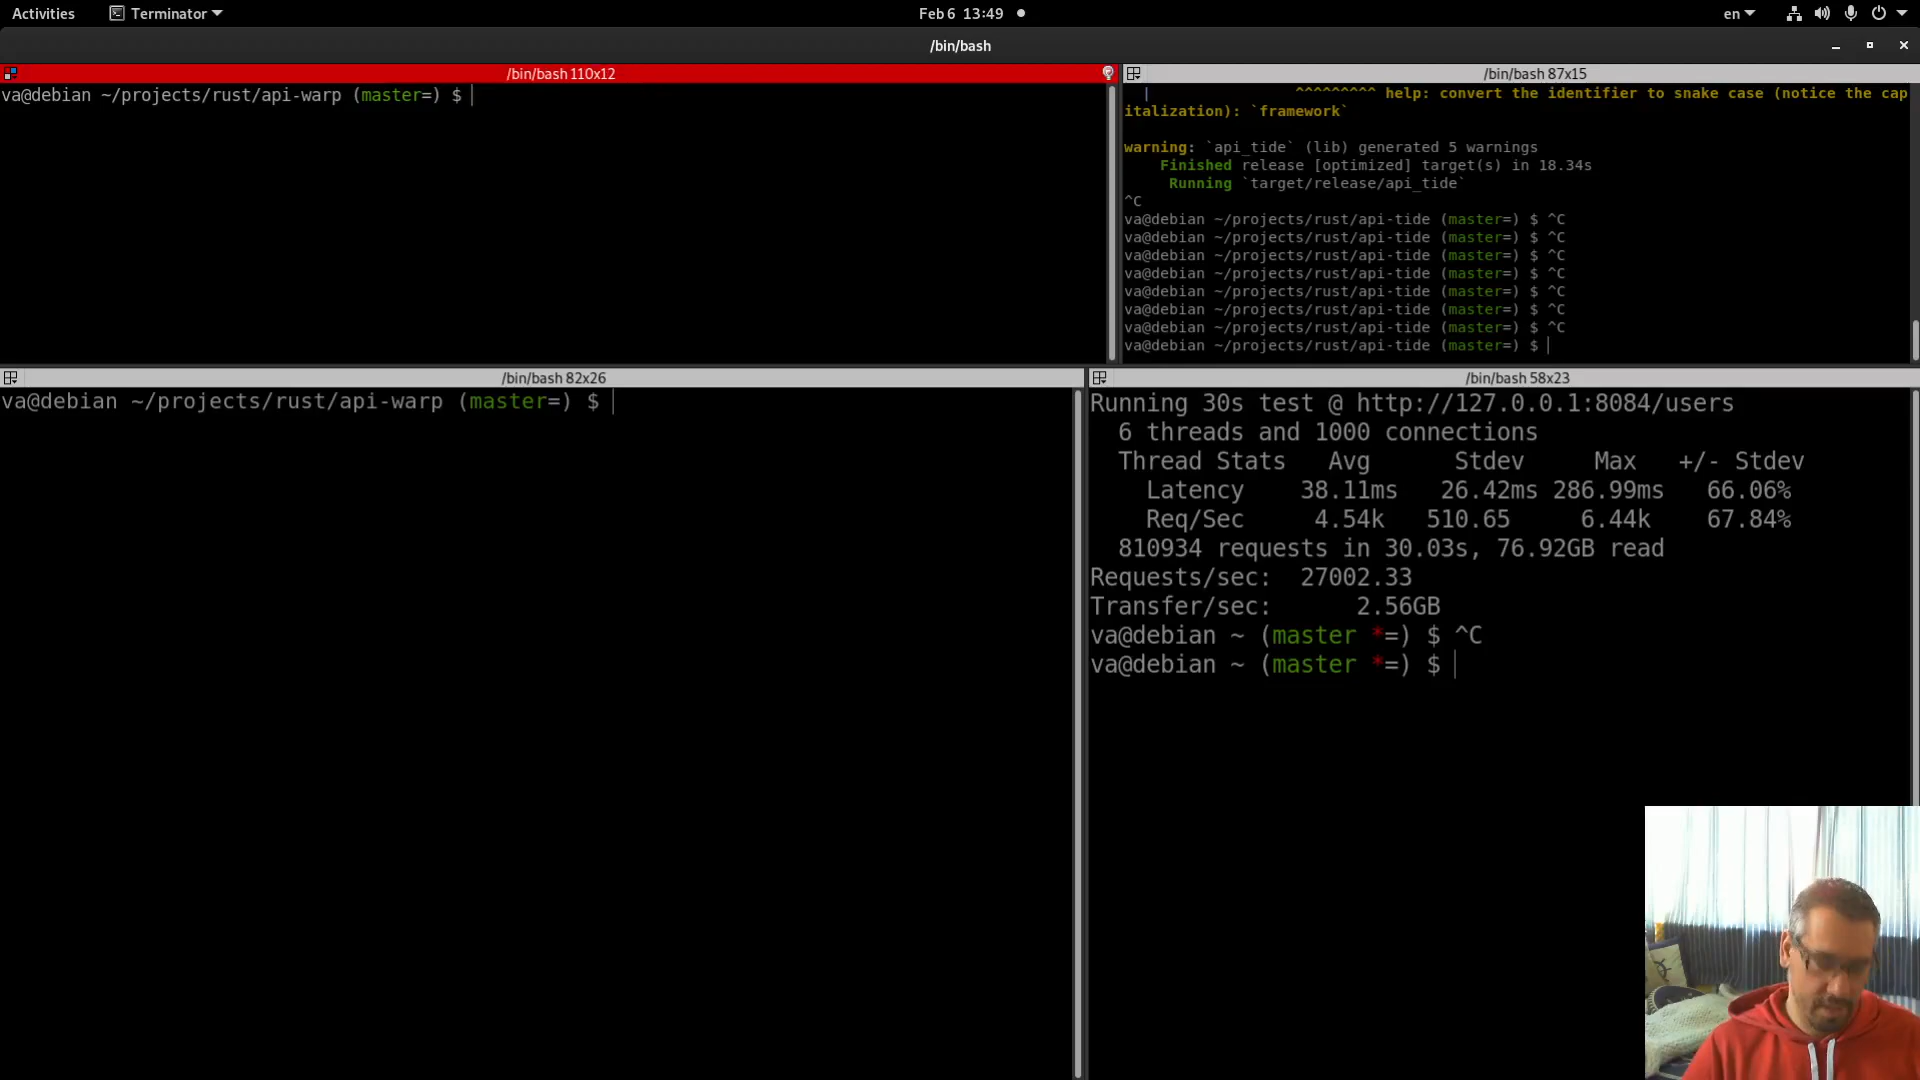 Activities Terminator Feb 6 13:49 en
/bin/bash
/bin/bash 110x12
va@debian ~/projects/rust/api-warp (master=) $
/bin/bash 87x15
| ^^^^^^^^^ help: convert the identifier to snake case (notice the cap
italization): `framework`
warning: `api_tide` (lib) generated 5 warnings
Finished release [optimized] target(s) in 18.34s
Running `target/release/api_tide`
^C
va@debian ~/projects/rust/api-tide (master=) $ ^C
va@debian ~/projects/rust/api-tide (master=) $ ^C
va@debian ~/projects/rust/api-tide (master=) $ ^C
va@debian ~/projects/rust/api-tide (master=) $ ^C
va@debian ~/projects/rust/api-tide (master=) $ ^C
va@debian ~/projects/rust/api-tide (master=) $ ^C
va@debian ~/projects/rust/api-tide (master=) $ ^C
va@debian ~/projects/rust/api-tide (master=) $
/bin/bash 82x26
va@debian ~/projects/rust/api-warp (master=) $
/bin/bash 58x23
Running 30s test @ http://127.0.0.1:8084/users
6 threads and 1000 connections
Thread Stats Avg Stdev Max +/- Stdev
Latency 38.11ms 26.42ms 286.99ms 66.06%
Req/Sec 4.54k 510.65 6.44k 67.84%
810934 requests in 30.03s, 76.92GB read
Requests/sec: 27002.33
Transfer/sec: 2.56GB
va@debian ~ (master *=) $ ^C
va@debian ~ (master *=) $